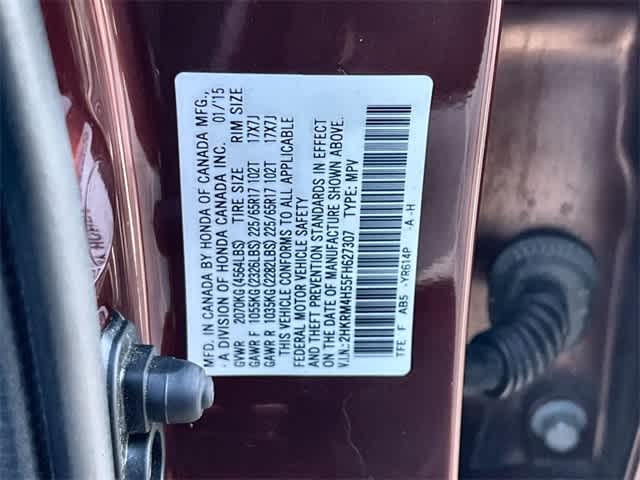 MFD. IN CANADA BY HONDA OF CANADA MFG.,
- A DIVISION OF HONDA CANADA INC. 01/15
GVWR 2070KG(4564LBS) TIRE SIZE RIM SIZE
GAWR F 1055KG(2326LBS) 225/65R17 102T 17X7J
GAWR R 1035KG(2282LBS) 225/65R17 102T 17X7J
THIS VEHICLE CONFORMS TO ALL APPLICABLE
FEDERAL MOTOR VEHICLE SAFETY
AND THEFT PREVENTION STANDARDS IN EFFECT
ON THE DATE OF MANUFACTURE SHOWN ABOVE.
V.I.N.: 2HKRM4H55FH627307 TYPE: MPV
TFE F AB5 -YR614P -A -H
HONDA